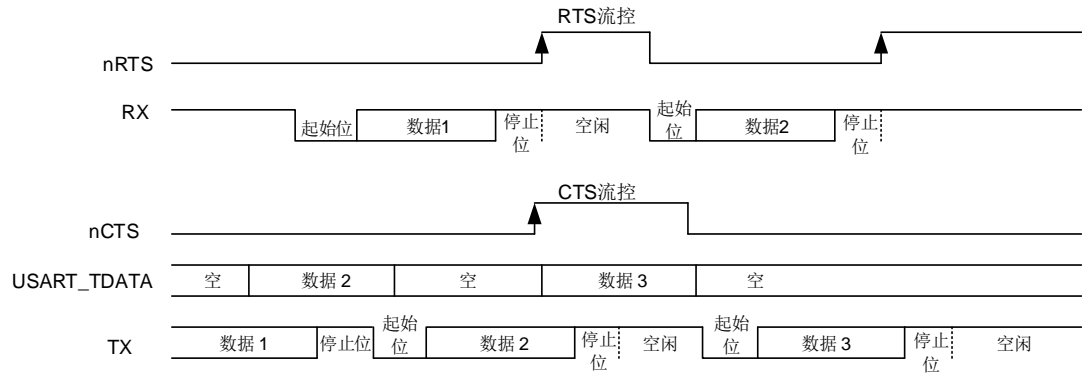 RTS流控
nRTS
RX
起始位
数据1
停止
位
空闲
起始
位
数据2
停止
位
CTS流控
nCTS
USART_TDATA
空
数据 2
空
数据 3
空
TX
数据 1
停止位
起始
位
数据 2
停止
位
空闲
起始
位
数据 3
停止
位
空闲